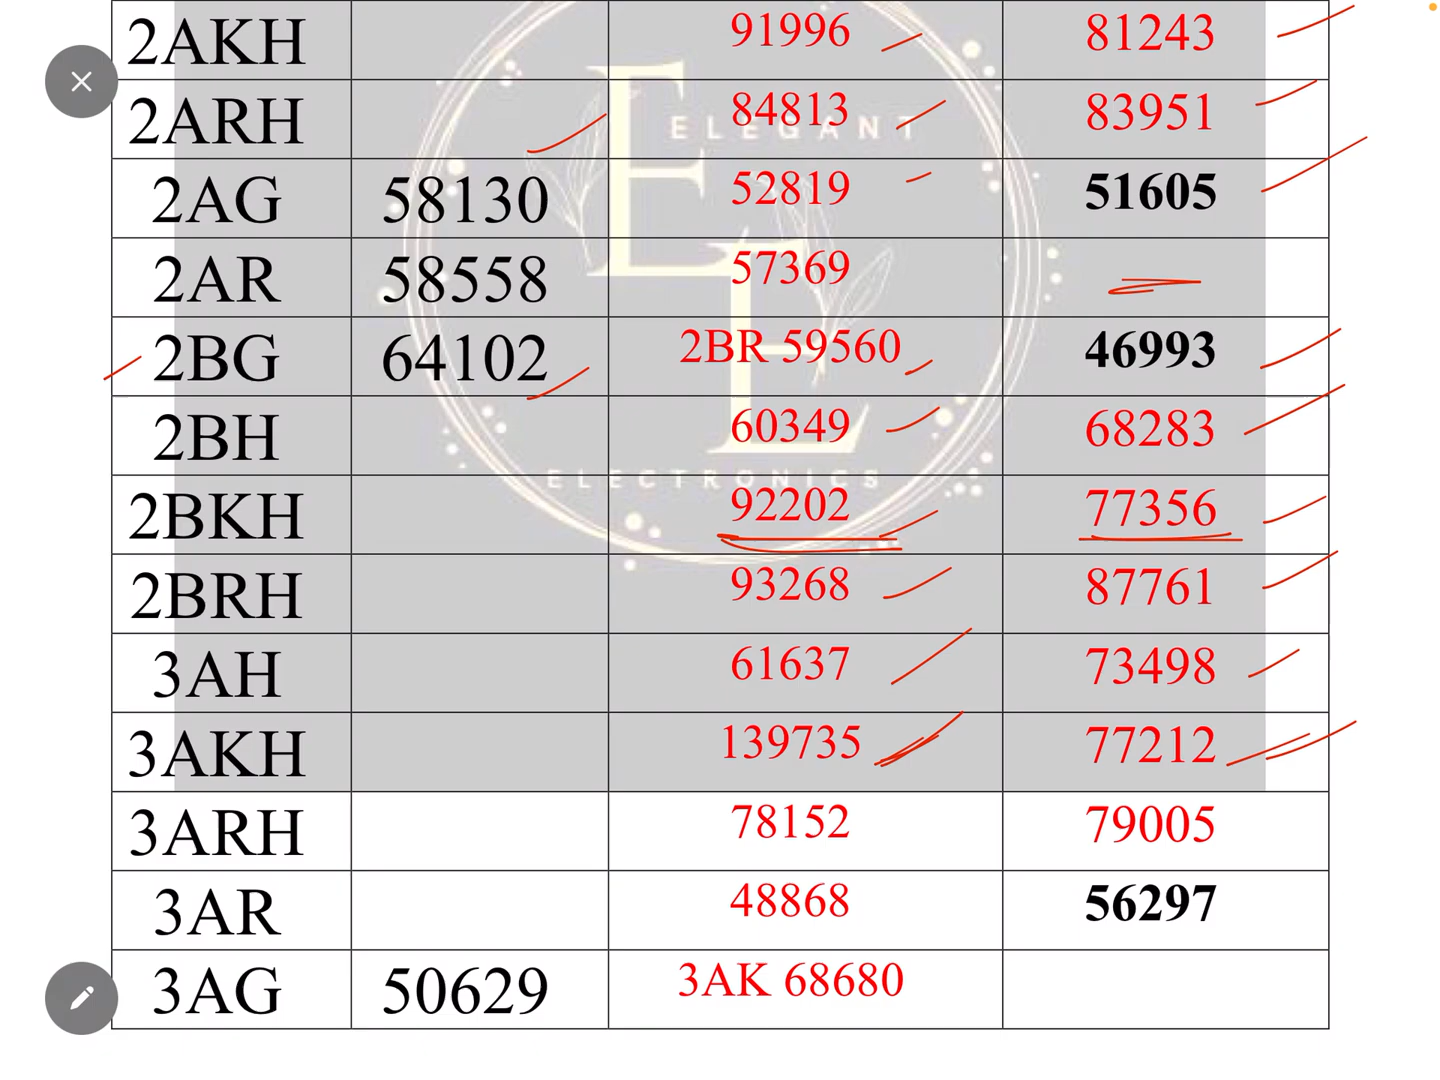 2AKH 91996 81243
2ARH 84813 83951
2AG 58130 52819 51605
2AR 58558 57369
2BG 64102 2BR 59560 46993
2BH 60349 68283
2BKH 92202 77356
2BRH 93268 87761
3AH 61637 73498
3AKH 139735 77212
3ARH 78152 79005
3AR 48868 56297
3AG 50629 3AK 68680
ELEGANT
E
E
ELECTRONICS